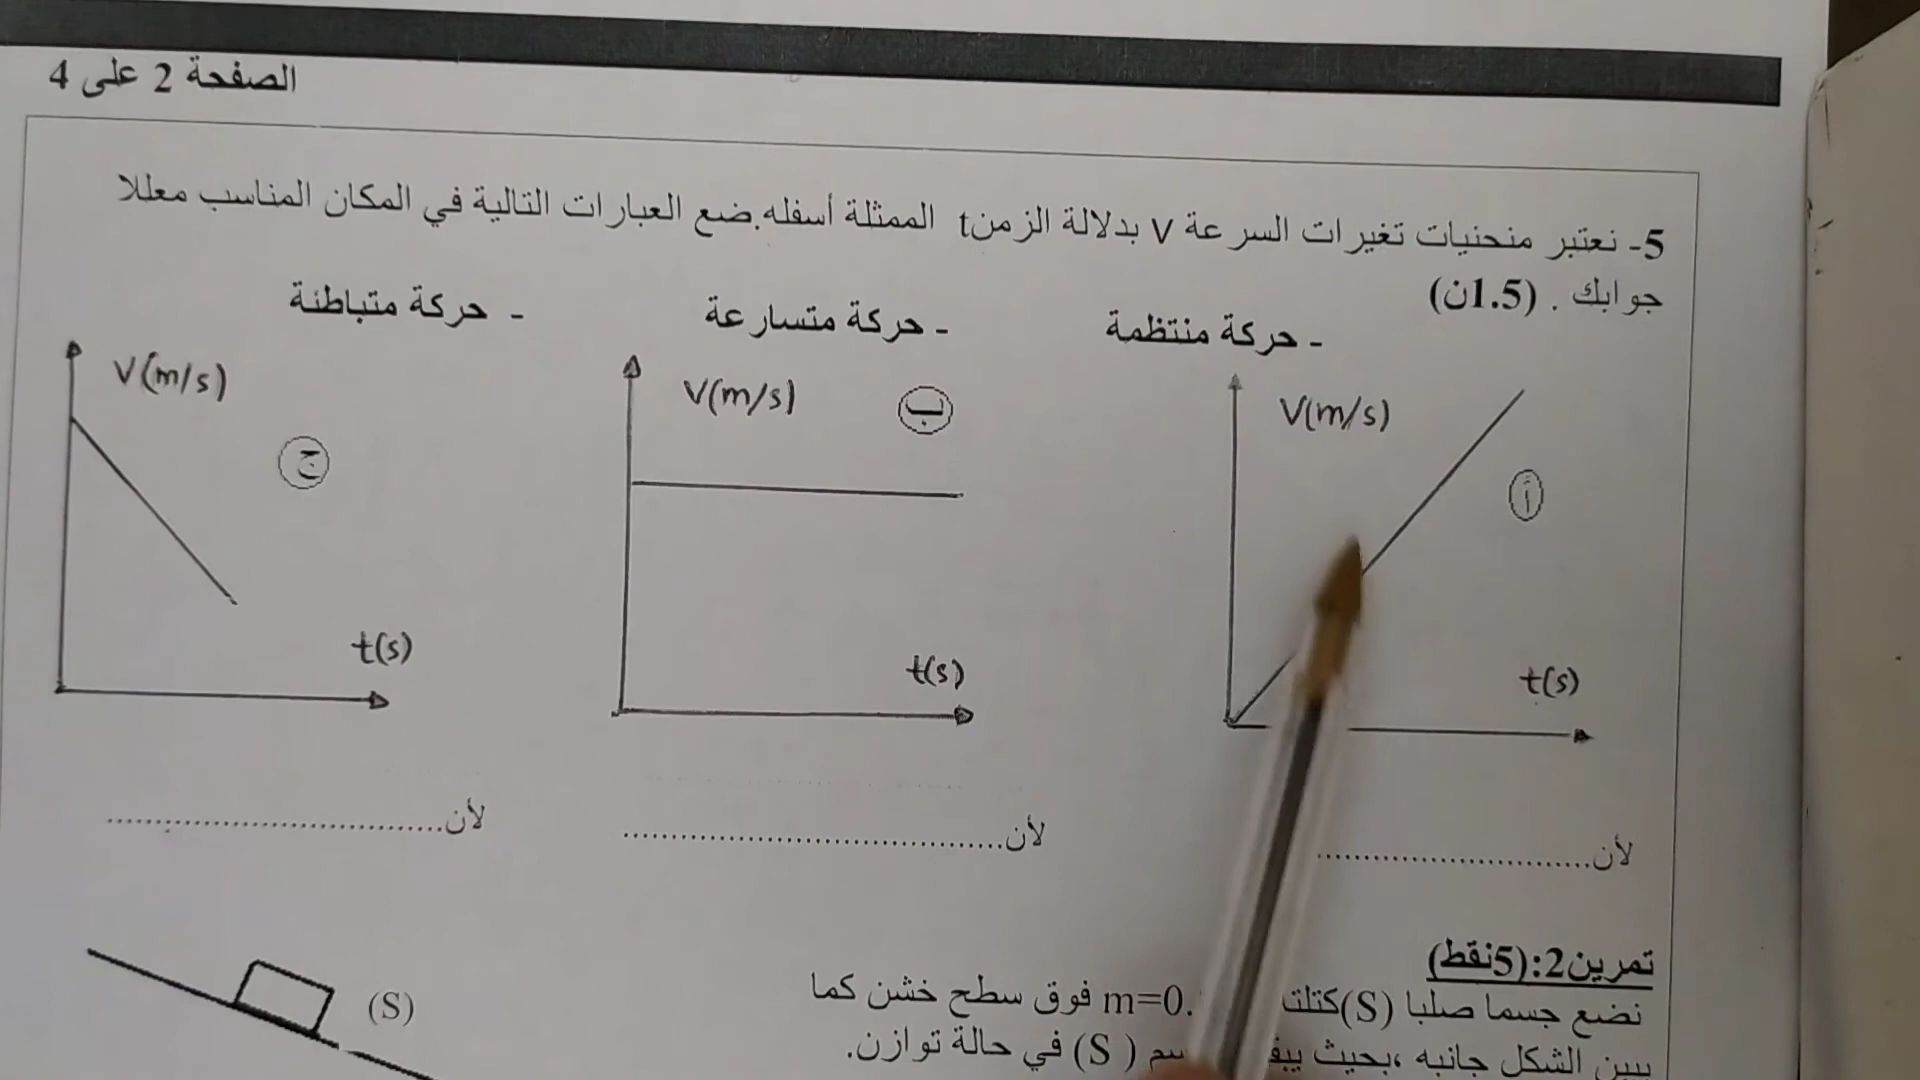 الصفحة 2 على 4
5- نعتبر منحنيات تغيرات السرعة V بدلالة الزمن t الممثلة أسفله.ضع العبارات التالية في المكان المناسب معللا
جوابك . (1.5ن)
- حركة منتظمة - حركة متسارعة - حركة متباطئة
V(m/s) أ
V(m/s) ب
V(m/s) ج
t(s) t(s) t(s)
لأن............................ لأن....................................... لأن..................................
تمرين2:(5نقط)
نضع جسما صلبا (S)كتلت m=0. فوق سطح خشن كما
يبين الشكل جانبه ،بحيث (S) في حالة توازن.
(S)